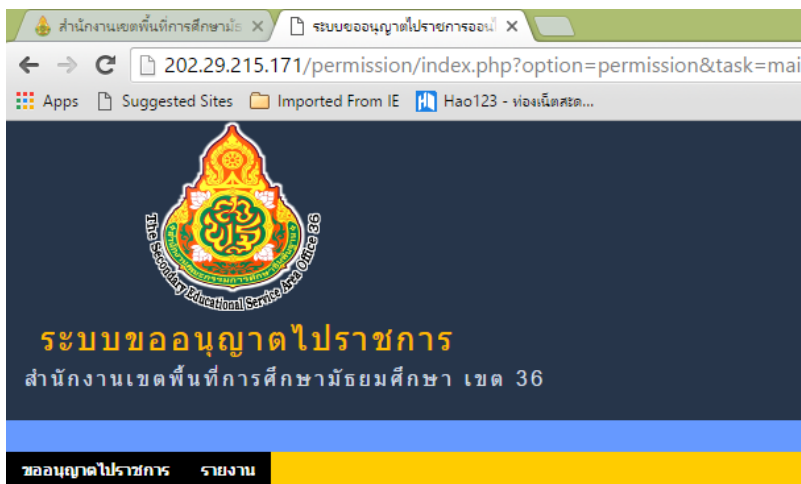 สำนักงานเขตพื้นที่การศึกษามัธ
ระบบขออนุญาตไปราชการออนไ
202.29.215.171/permission/index.php?option=permission&task=mai
Apps Suggested Sites Imported From IE Hao123 - ท่องเน็ตสะด...
The Secondary Educational Service Area Office 36
ระบบขออนุญาตไปราชการ
สำนักงานเขตพื้นที่การศึกษามัธยมศึกษา เขต 36
ขออนุญาตไปราชการ รายงาน